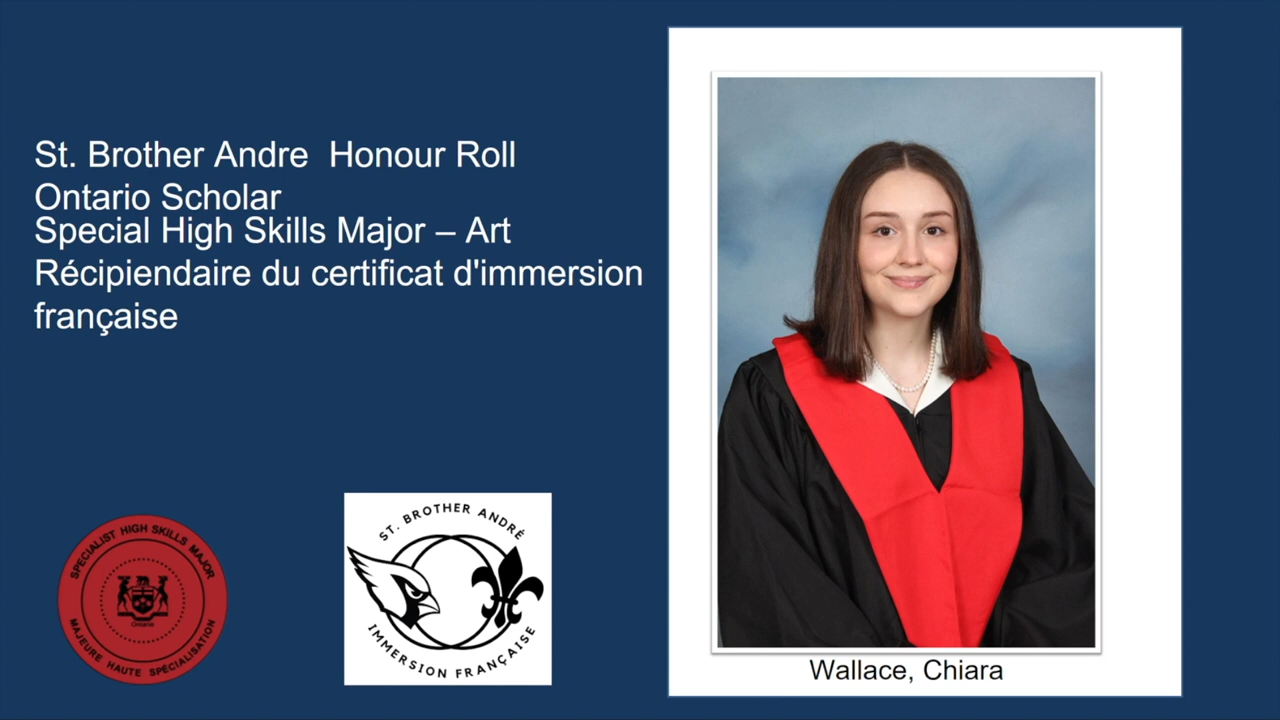 St. Brother Andre  Honour Roll
Ontario Scholar
Special High Skills Major – Art
Récipiendaire du certificat d'immersion
française
SPECIALIST HIGH SKILLS MAJOR
Ontario
MAJEURE HAUTE SPÉCIALISATION
ST. BROTHER ANDRÉ
IMMERSION FRANÇAISE
Wallace, Chiara